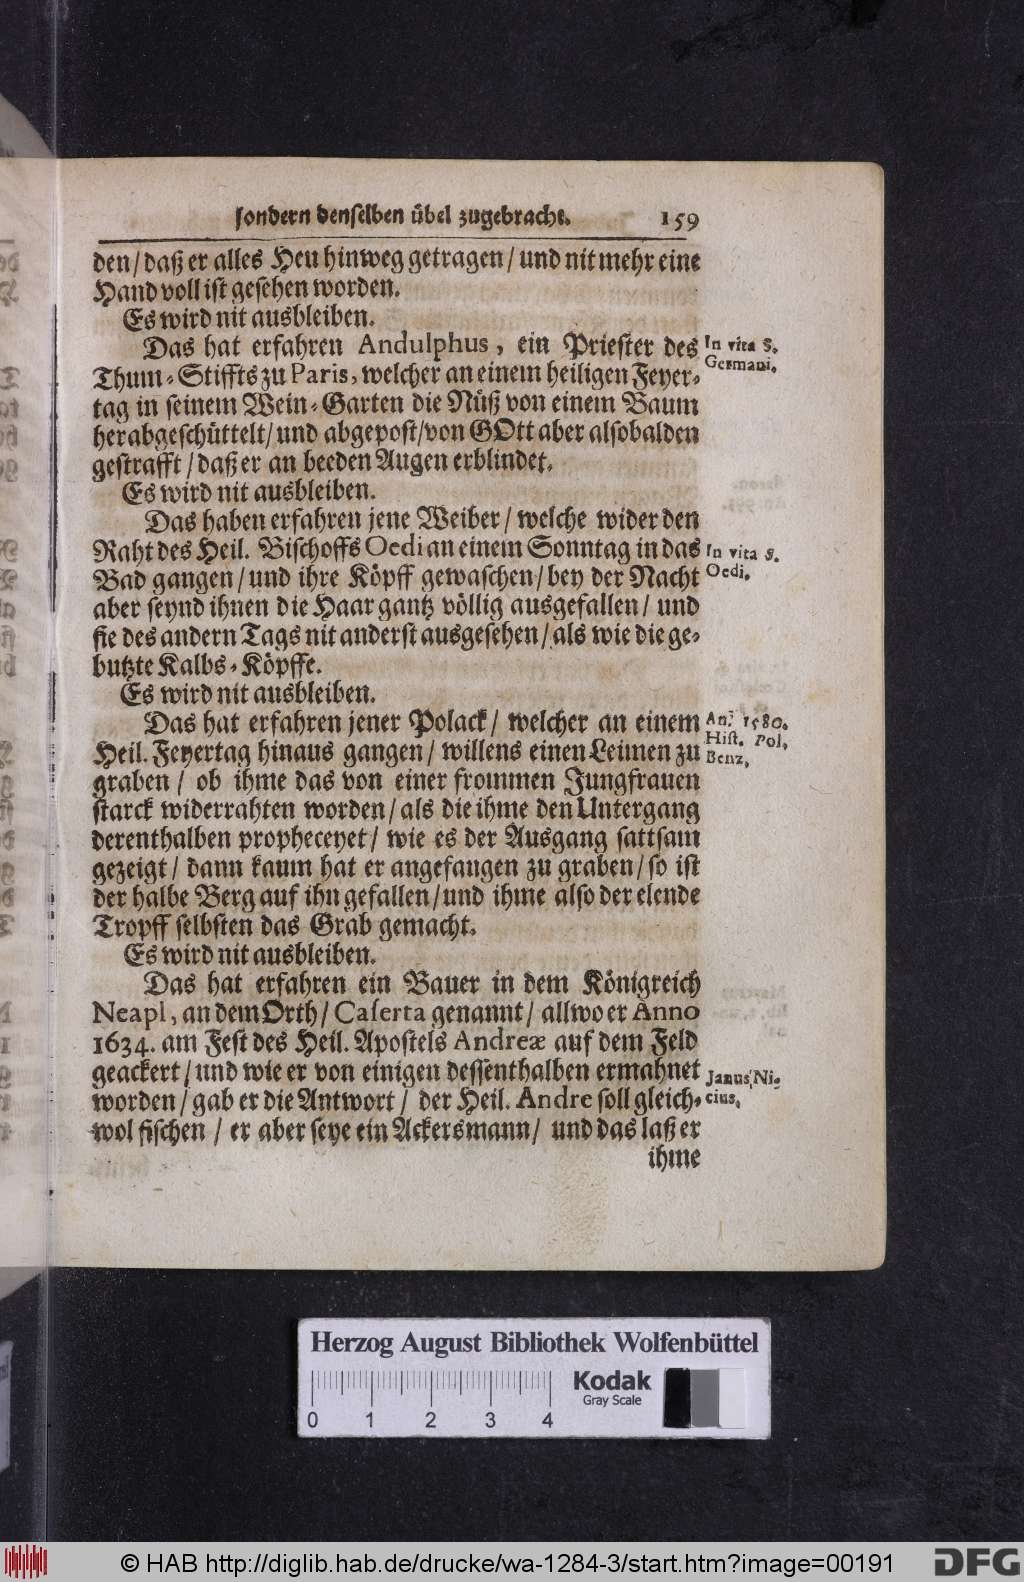 sondern denselben übel zugebracht. 159
den / daß er alles Heu hinweg getragen / und nit mehr eine
Hand voll ist gesehen worden.
Es wird nit ausbleiben.
Das hat erfahren Andulphus, ein Priester des
Thum-Stiffts zu Paris, welcher an einem heiligen Feyer-
tag in seinem Wein-Garten die Nüß von einem Baum
herabgeschüttelt / und abgepost / von GOtt aber alsobalden
gestrafft / daß er an beeden Augen erblindet.
In vita S.
Germani.
Es wird nit ausbleiben.
Das haben erfahren jene Weiber / welche wider den
Raht des Heil. Bischoffs Oedi an einem Sonntag in das
Bad gangen / und ihre Köpff gewaschen / bey der Nacht
aber seynd ihnen die Haar gantz völlig ausgefallen / und
sie des andern Tags nit anderst ausgesehen / als wie die ge-
butzte Kalbs-Köpffe.
In vita S.
Oedi.
Es wird nit ausbleiben.
Das hat erfahren jener Polack / welcher an einem
Heil. Feyertag hinaus gangen / willens einen Leimen zu
graben / ob ihme das von einer frommen Jungfrauen
starck widerrahten worden / als die ihme den Untergang
derenthalben propheceyet / wie es der Ausgang sattsam
gezeigt / dann kaum hat er angefangen zu graben / so ist
der halbe Berg auf ihn gefallen / und ihme also der elende
Tropff selbsten das Grab gemacht.
An. 1580.
Hist. Pol.
Benz.
Es wird nit ausbleiben.
Das hat erfahren ein Bauer in dem Königreich
Neapl, an dem Orth / Caserta genannt / allwo er Anno
1634. am Fest des Heil. Apostels Andreæ auf dem Feld
geackert / und wie er von einigen dessenthalben ermahnet
worden / gab er die Antwort / der Heil. Andre soll gleich-
wol fischen / er aber seye ein Ackersmann / und das laß er
ihme
Janus Ni-
cius.
Herzog August Bibliothek Wolfenbüttel
Kodak
Gray Scale
0 1 2 3 4
© HAB http://diglib.hab.de/drucke/wa-1284-3/start.htm?image=00191
DFG